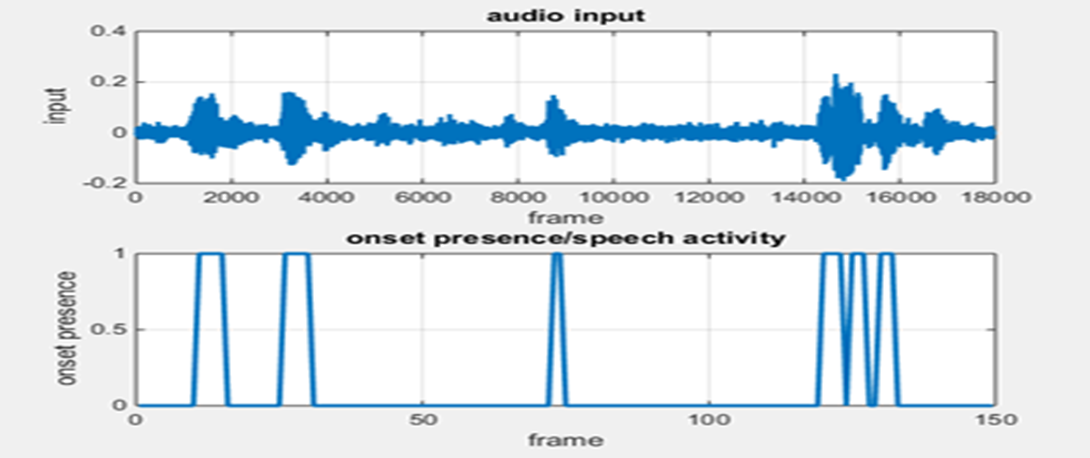 audio input
input
0.4
0.2
0
-0.2
0 2000 4000 6000 8000 10000 12000 14000 16000 18000
frame
onset presence/speech activity
onset presence
1
0.5
0
0 50 100 150
frame